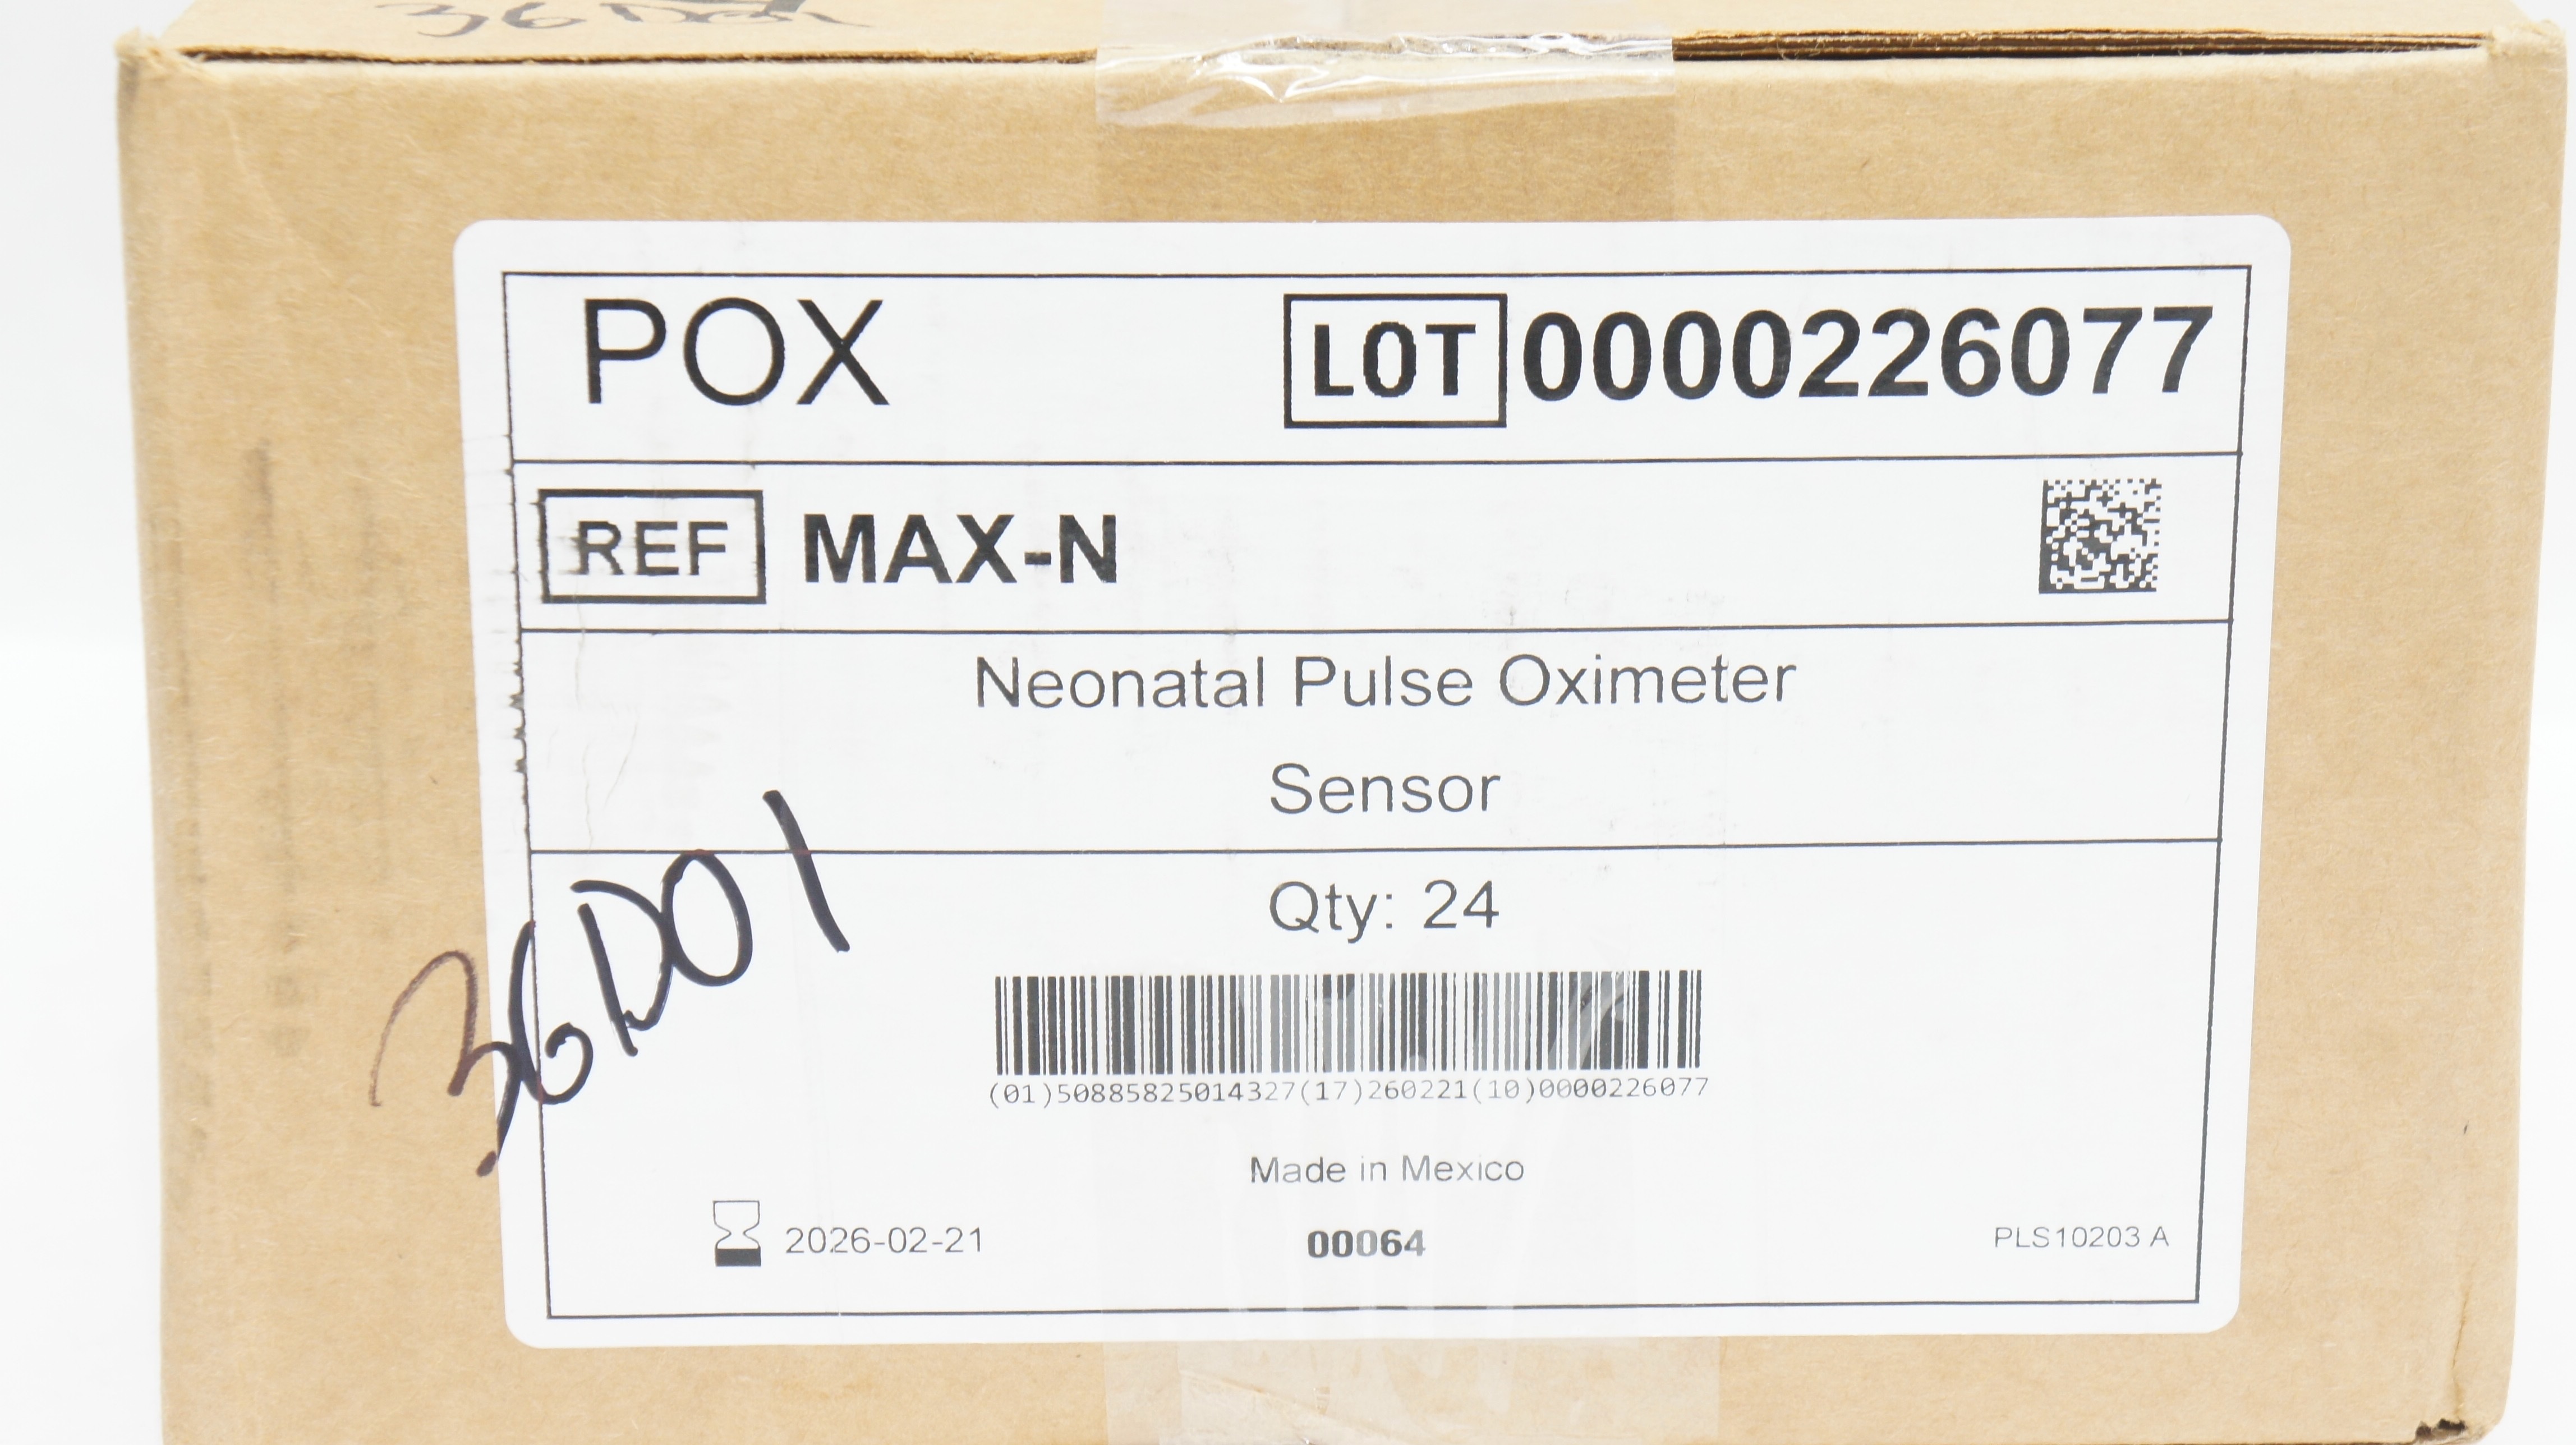 36D01
POX LOT 0000226077
REF MAX-N
Neonatal Pulse Oximeter
Sensor
Qty: 24
36D01
(01)50885825014327(17)260221(10)0000226077
Made in Mexico
2026-02-21 00064 PLS10203 A